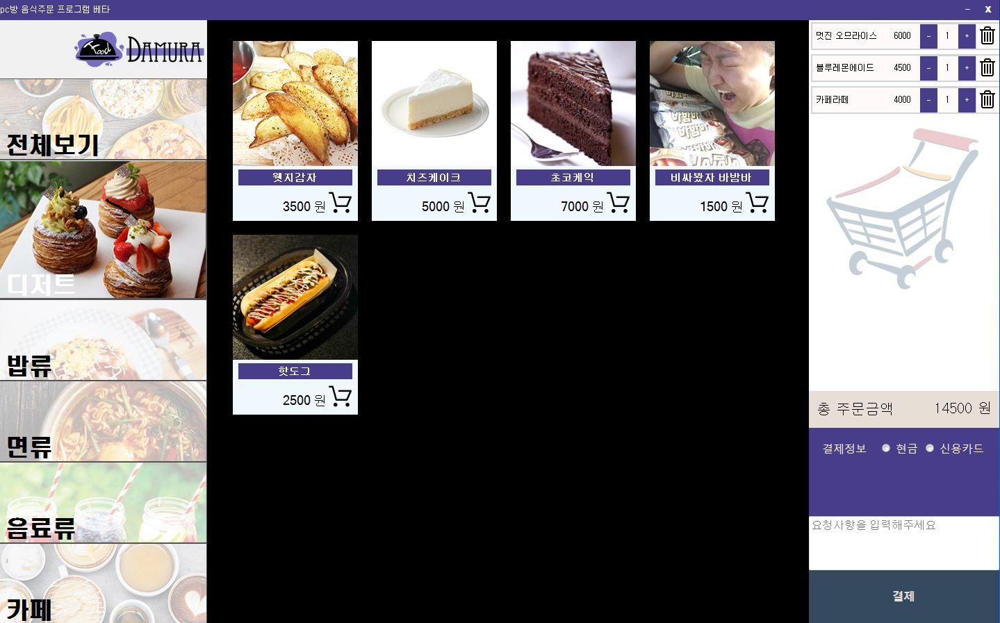 pc방 음식주문 프로그램 베타
– X
Food DAMURA
전체보기
디저트
밥류
면류
음료류
카페
웻지감자
3500 원
치즈케이크
5000 원
초코케익
7000 원
바밤바
비싸봤자 바밤바
1500 원
핫도그
2500 원
멋진 오므라이스 6000 - 1 +
블루레몬에이드 4500 - 1 +
카페라떼 4000 - 1 +
총 주문금액 14500 원
결제정보 현금 신용카드
요청사항을 입력해주세요
결제